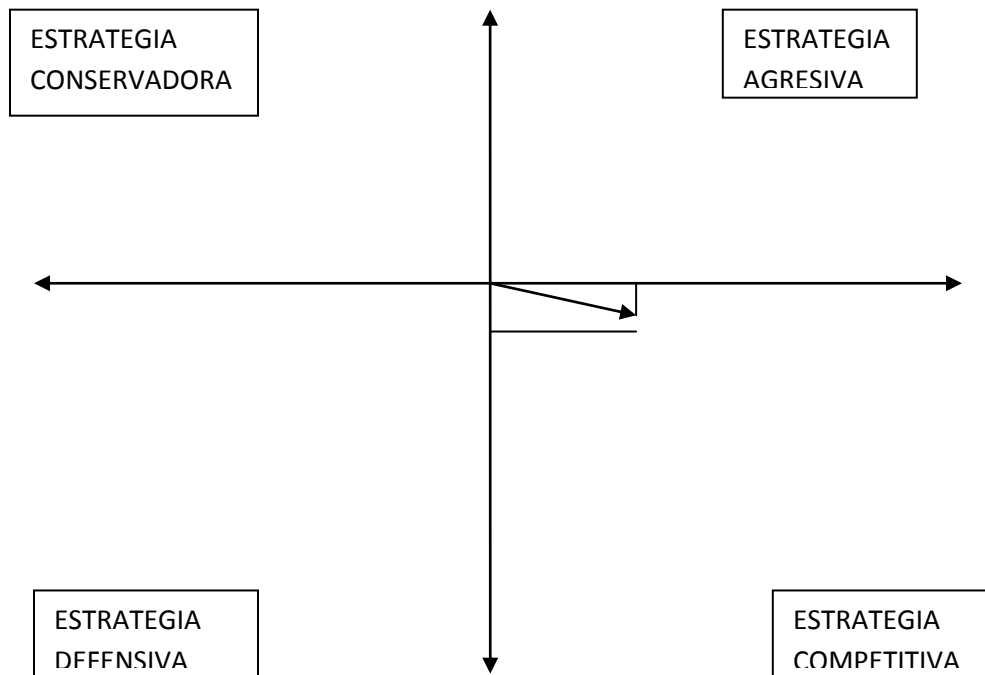 ESTRATEGIA
CONSERVADORA
ESTRATEGIA
AGRESIVA
ESTRATEGIA
DEFENSIVA
ESTRATEGIA
COMPETITIVA